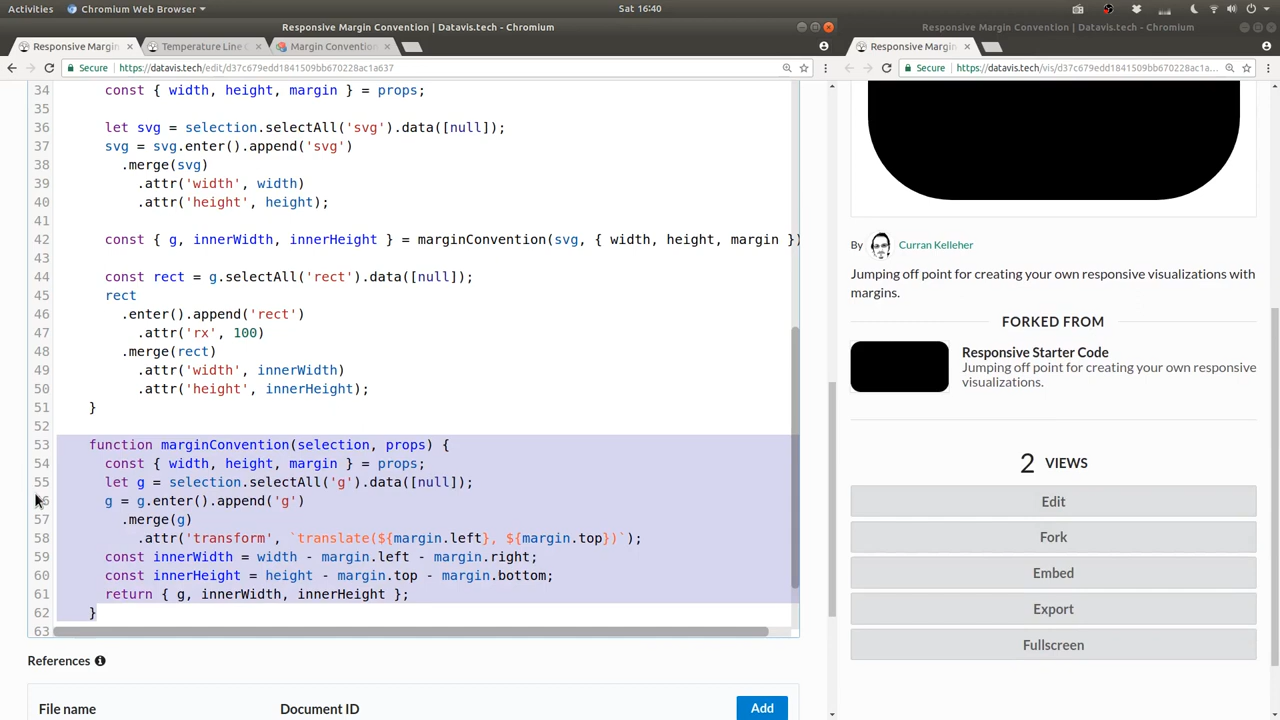 Activities
Chromium Web Browser
Sat 16:40
Responsive Margin Convention | Datavis.tech - Chromium
Responsive Margin Convention | Datavis.tech - Chromium
Responsive Margin
Temperature Line C
Margin Convention
Responsive Margin
Secure
https://datavis.tech/edit/d37c679edd1841509bb670228ac1a637
Secure
https://datavis.tech/vis/d37c679edd1841509bb670228ac1a...
34 const { width, height, margin } = props;
35
36 let svg = selection.selectAll('svg').data([null]);
37 svg = svg.enter().append('svg')
38 .merge(svg)
39 .attr('width', width)
40 .attr('height', height);
41
42 const { g, innerWidth, innerHeight } = marginConvention(svg, { width, height, margin })
43
44 const rect = g.selectAll('rect').data([null]);
45 rect
46 .enter().append('rect')
47 .attr('rx', 100)
48 .merge(rect)
49 .attr('width', innerWidth)
50 .attr('height', innerHeight);
51 }
52
53 function marginConvention(selection, props) {
54 const { width, height, margin } = props;
55 let g = selection.selectAll('g').data([null]);
56 g = g.enter().append('g')
57 .merge(g)
58 .attr('transform', `translate(${margin.left}, ${margin.top})`);
59 const innerWidth = width - margin.left - margin.right;
60 const innerHeight = height - margin.top - margin.bottom;
61 return { g, innerWidth, innerHeight };
62 }
63
References
File name
Document ID
Add
By Curran Kelleher
Jumping off point for creating your own responsive visualizations with
margins.
FORKED FROM
Responsive Starter Code
Jumping off point for creating your own responsive
visualizations.
2 VIEWS
Edit
Fork
Embed
Export
Fullscreen